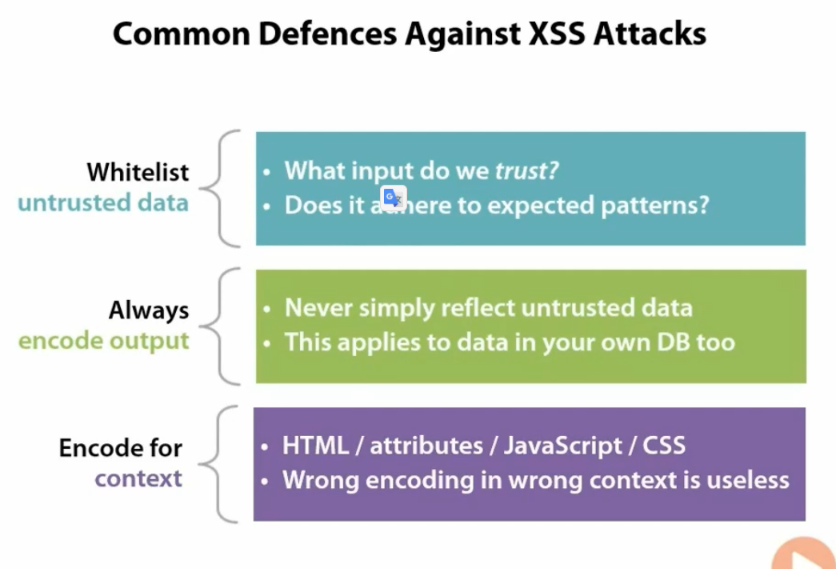 Common Defences Against XSS Attacks
Whitelist
untrusted data
• What input do we trust?
• Does it adhere to expected patterns?
Always
encode output
• Never simply reflect untrusted data
• This applies to data in your own DB too
Encode for
context
• HTML / attributes / JavaScript / CSS
• Wrong encoding in wrong context is useless